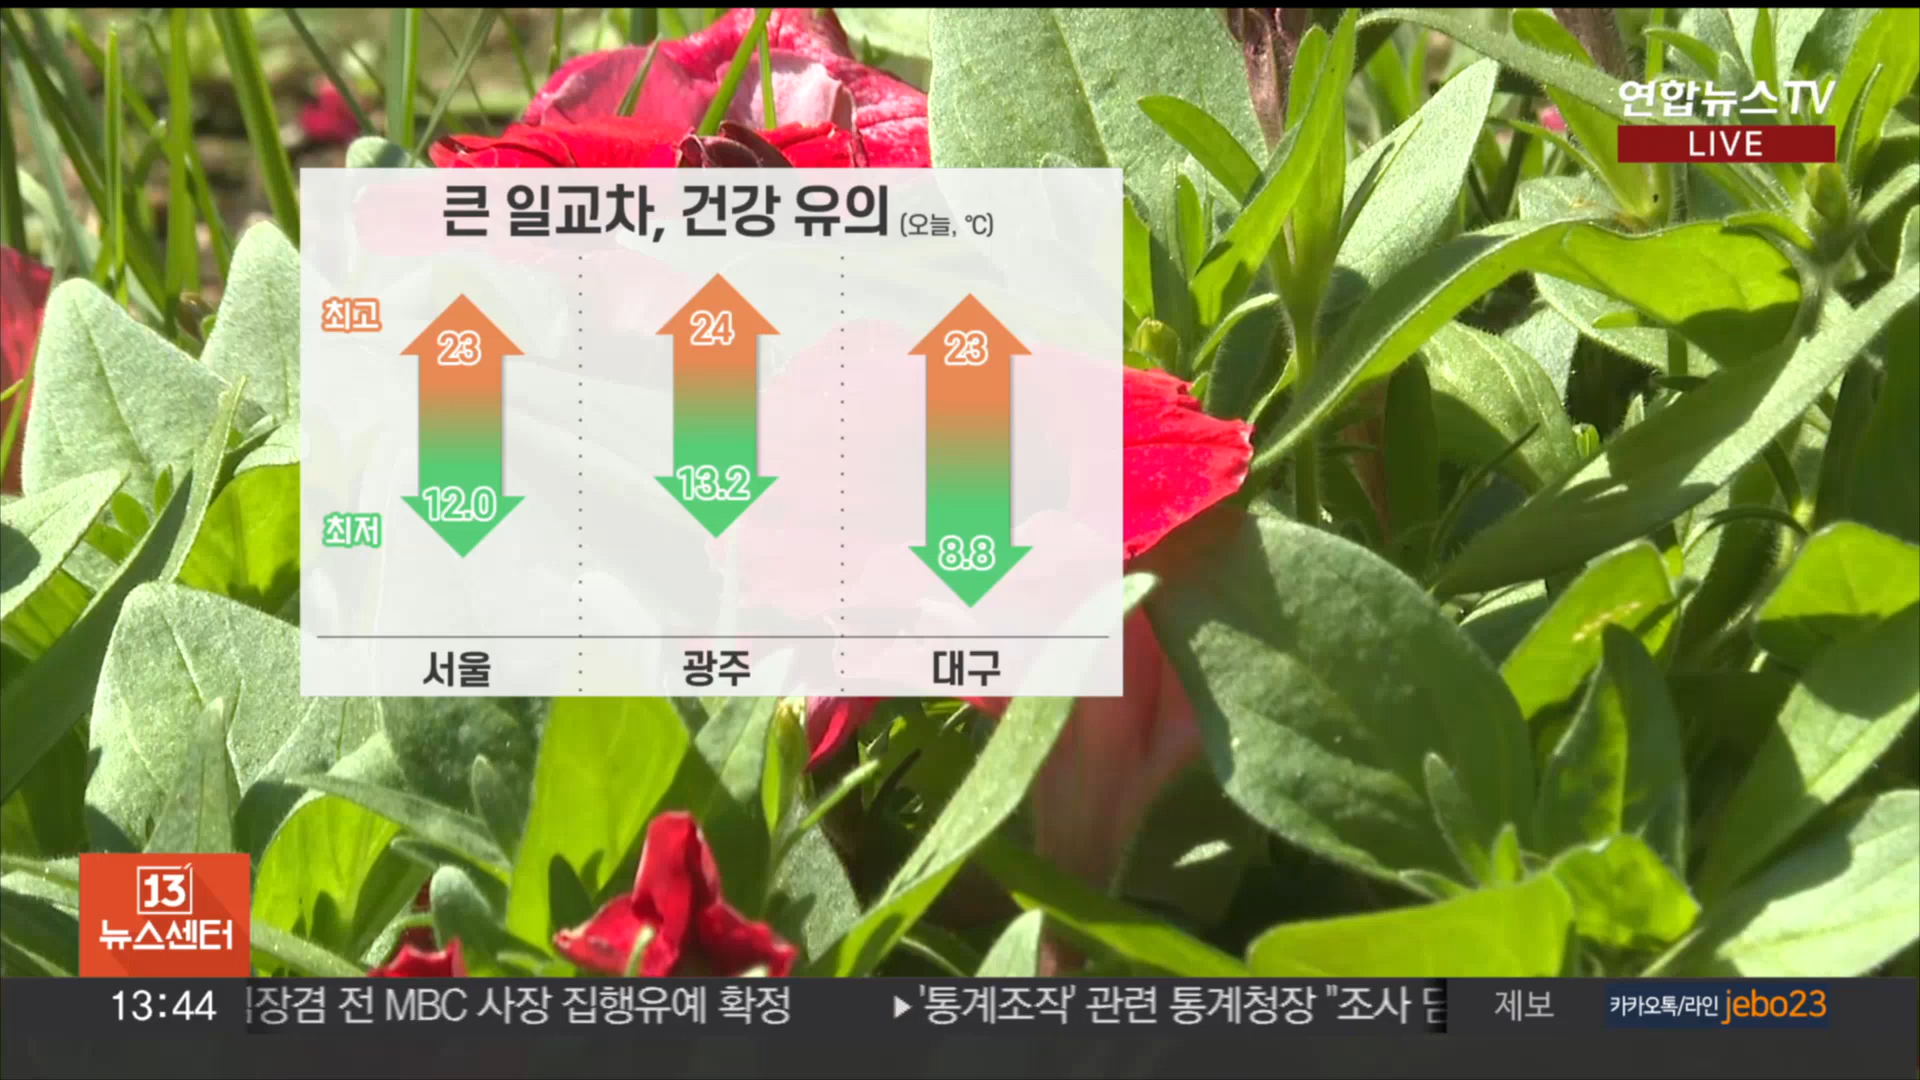 연합뉴스TV
LIVE
큰 일교차, 건강 유의 (오늘, ℃)
최고
23
24
23
최저
12.0
13.2
8.8
서울
광주
대구
13
뉴스센터
13:44
장겸 전 MBC 사장 집행유예 확정 ▶'통계조작' 관련 통계청장 "조사
제보
카카오톡/라인 jebo23